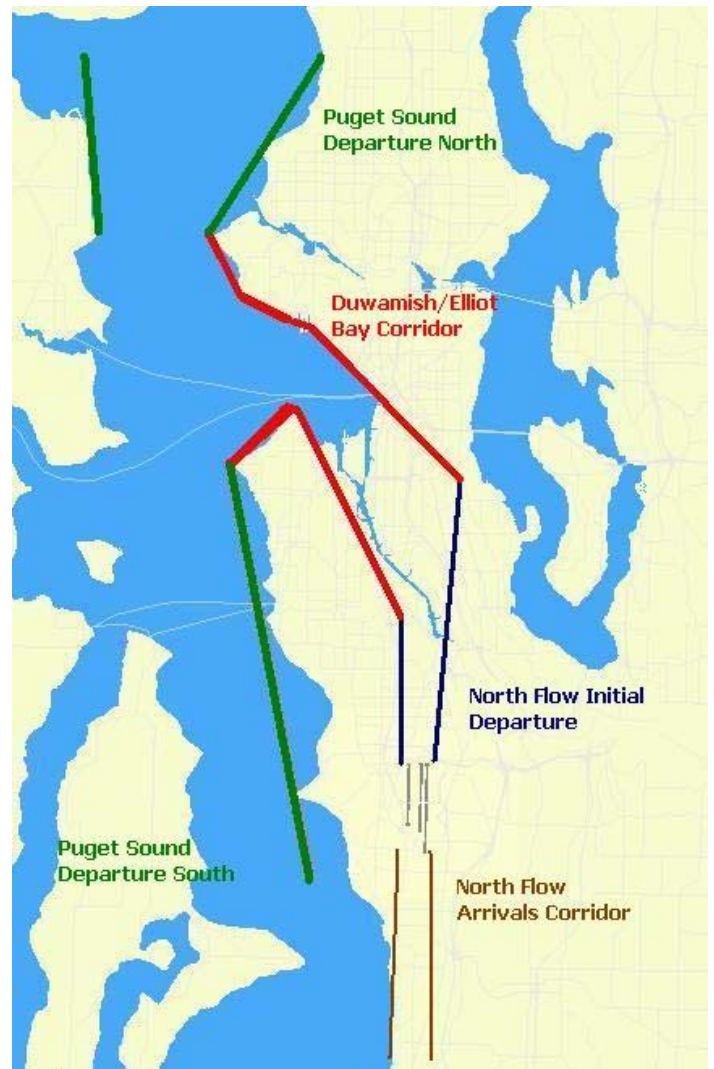 Puget Sound
Departure North
Duwamish/Elliot
Bay Corridor
North Flow Initial
Departure
Puget Sound
Departure South
North Flow
Arrivals Corridor